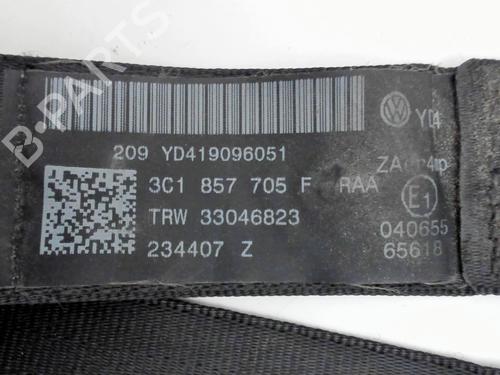 B-PARTS
YD4
209 YD419096051
3C1 857 705 F RAA
TRW 33046823
234407 Z
E1
040655
65618